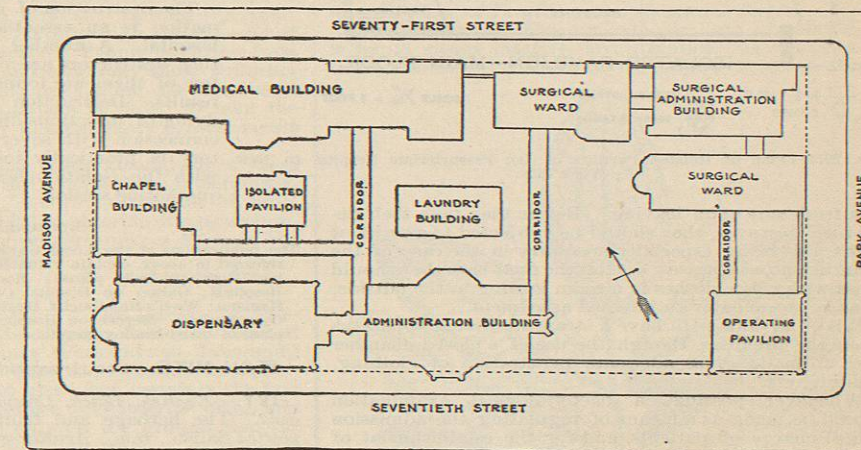 SEVENTY-FIRST STREET
MEDICAL BUILDING
SURGICAL
WARD
SURGICAL
ADMINISTRATION
BUILDING
MADISON AVENUE
CHAPEL
BUILDING
ISOLATED
PAVILION
CORRIDOR
LAUNDRY
BUILDING
CORRIDOR
SURGICAL
WARD
PARK AVENUE
CORRIDOR
DISPENSARY
ADMINISTRATION BUILDING
OPERATING
PAVILION
SEVENTIETH STREET